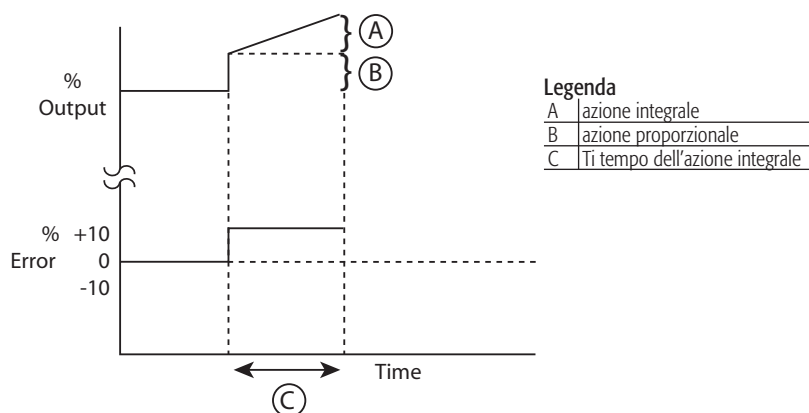 A
B
%
Output
% +10
Error 0
-10
Time
C
Legenda
A azione integrale
B azione proporzionale
C Ti tempo dell'azione integrale